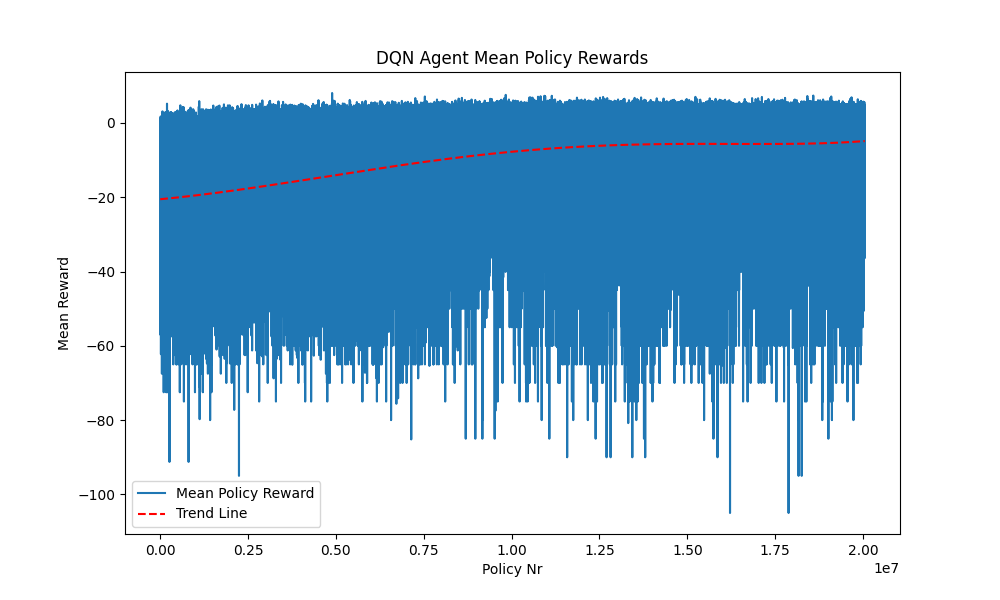 DQN Agent Mean Policy Rewards
Mean Reward
0
−20
−40
−60
−80
−100
Mean Policy Reward
Trend Line
0.00 0.25 0.50 0.75 1.00 1.25 1.50 1.75 2.00
1e7
Policy Nr